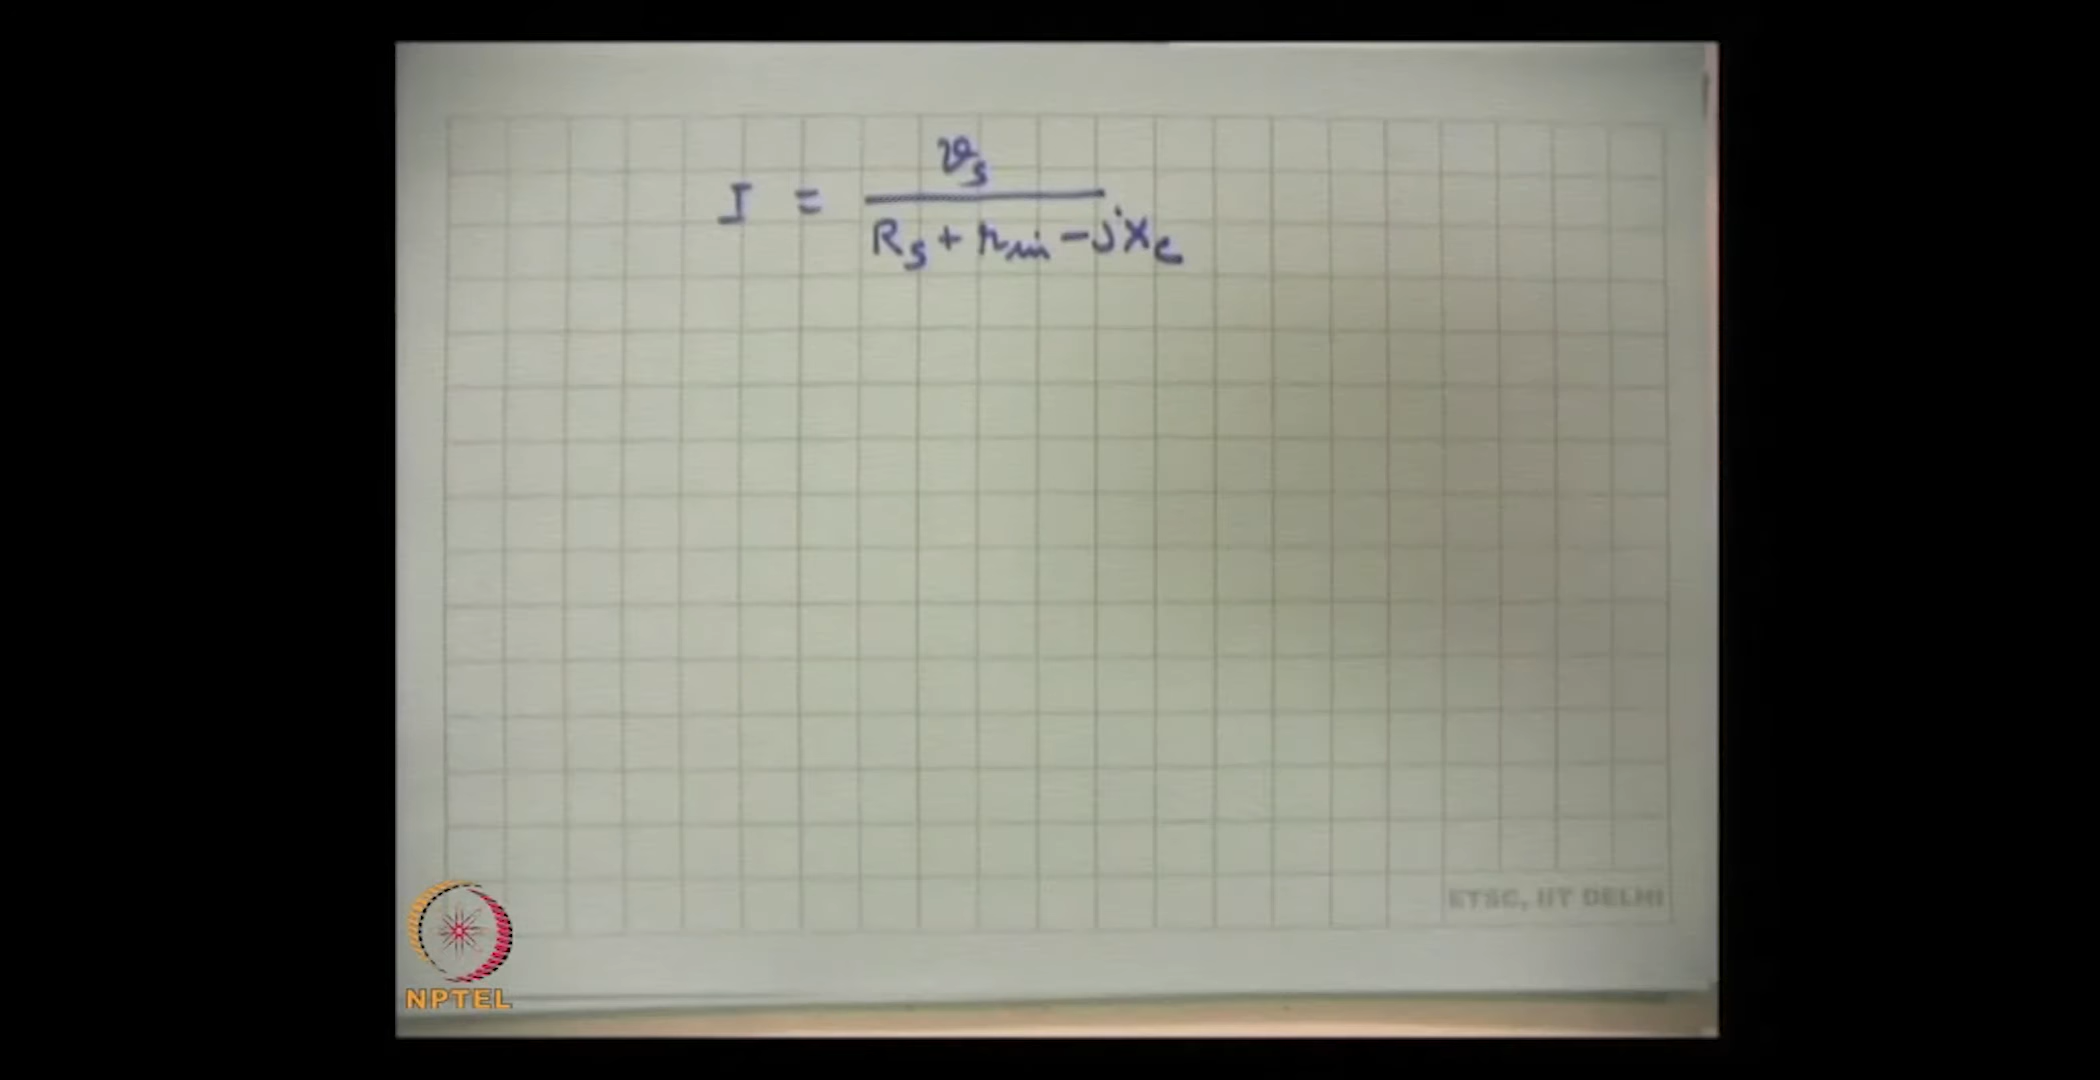 I = v_s / (R_s + r_in - jX_c)
ETSC, IIT DELHI
NPTEL